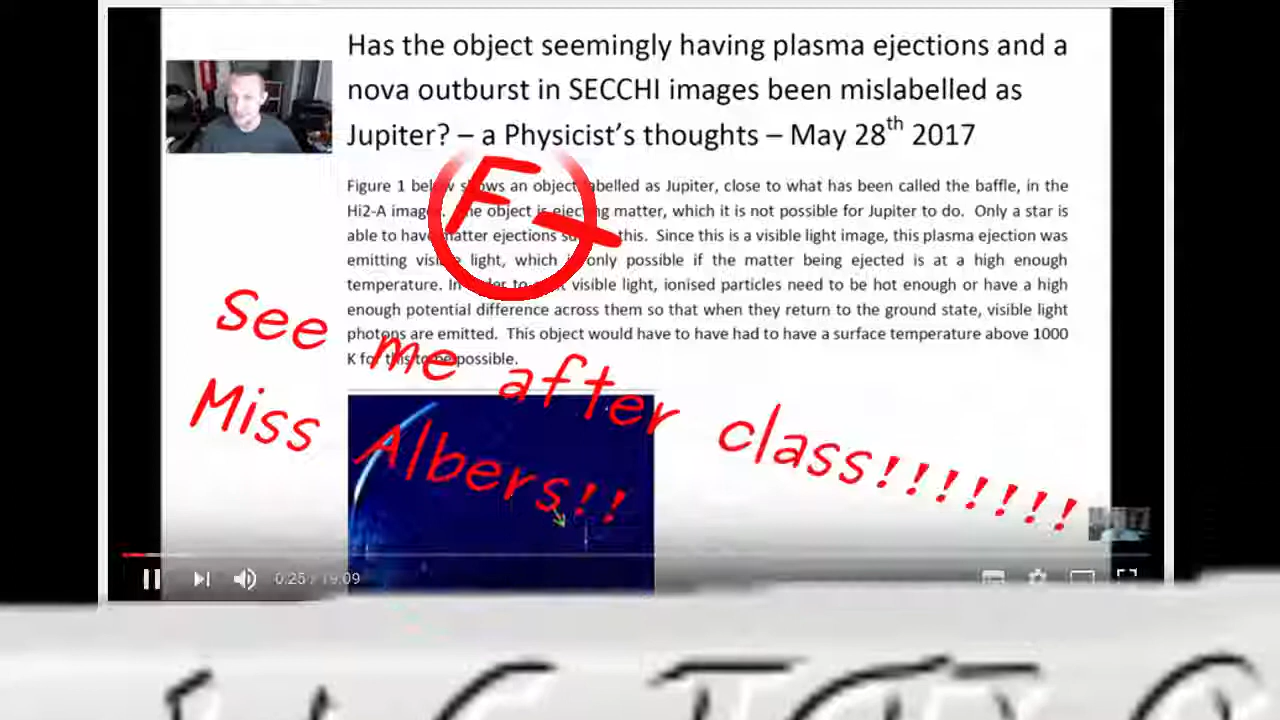 Has the object seemingly having plasma ejections and a
nova outburst in SECCHI images been mislabelled as
Jupiter? – a Physicist's thoughts – May 28th 2017
Figure 1 below shows an object labelled as Jupiter, close to what has been called the baffle, in the
Hi2-A image. The object is ejecting matter, which it is not possible for Jupiter to do. Only a star is
able to have matter ejections such as this. Since this is a visible light image, this plasma ejection was
emitting visible light, which is only possible if the matter being ejected is at a high enough
temperature. In order to emit visible light, ionised particles need to be hot enough or have a high
enough potential difference across them so that when they return to the ground state, visible light
photons are emitted. This object would have to have had to have a surface temperature above 1000
K for this to be possible.
F-
See me after class!!!!!!!
Miss Albers!!
0:25 / 19:09